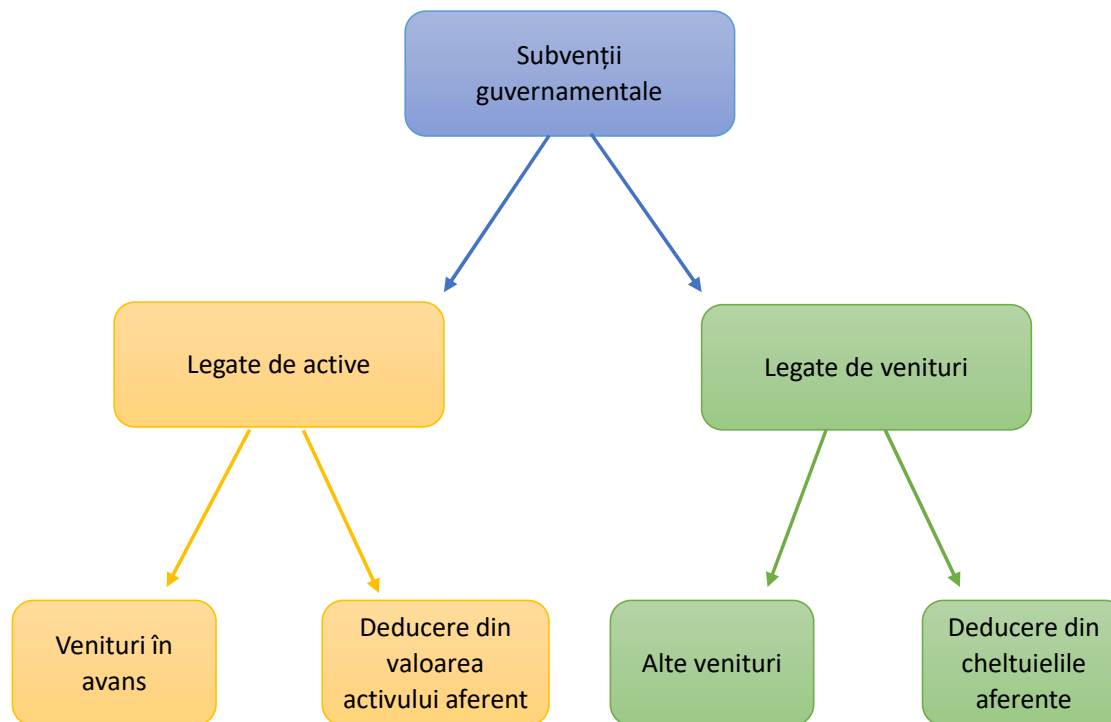 Subvenții
guvernamentale
Legate de active
Legate de venituri
Venituri în
avans
Deducere din
valoarea
activului aferent
Alte venituri
Deducere din
cheltuielile
aferente